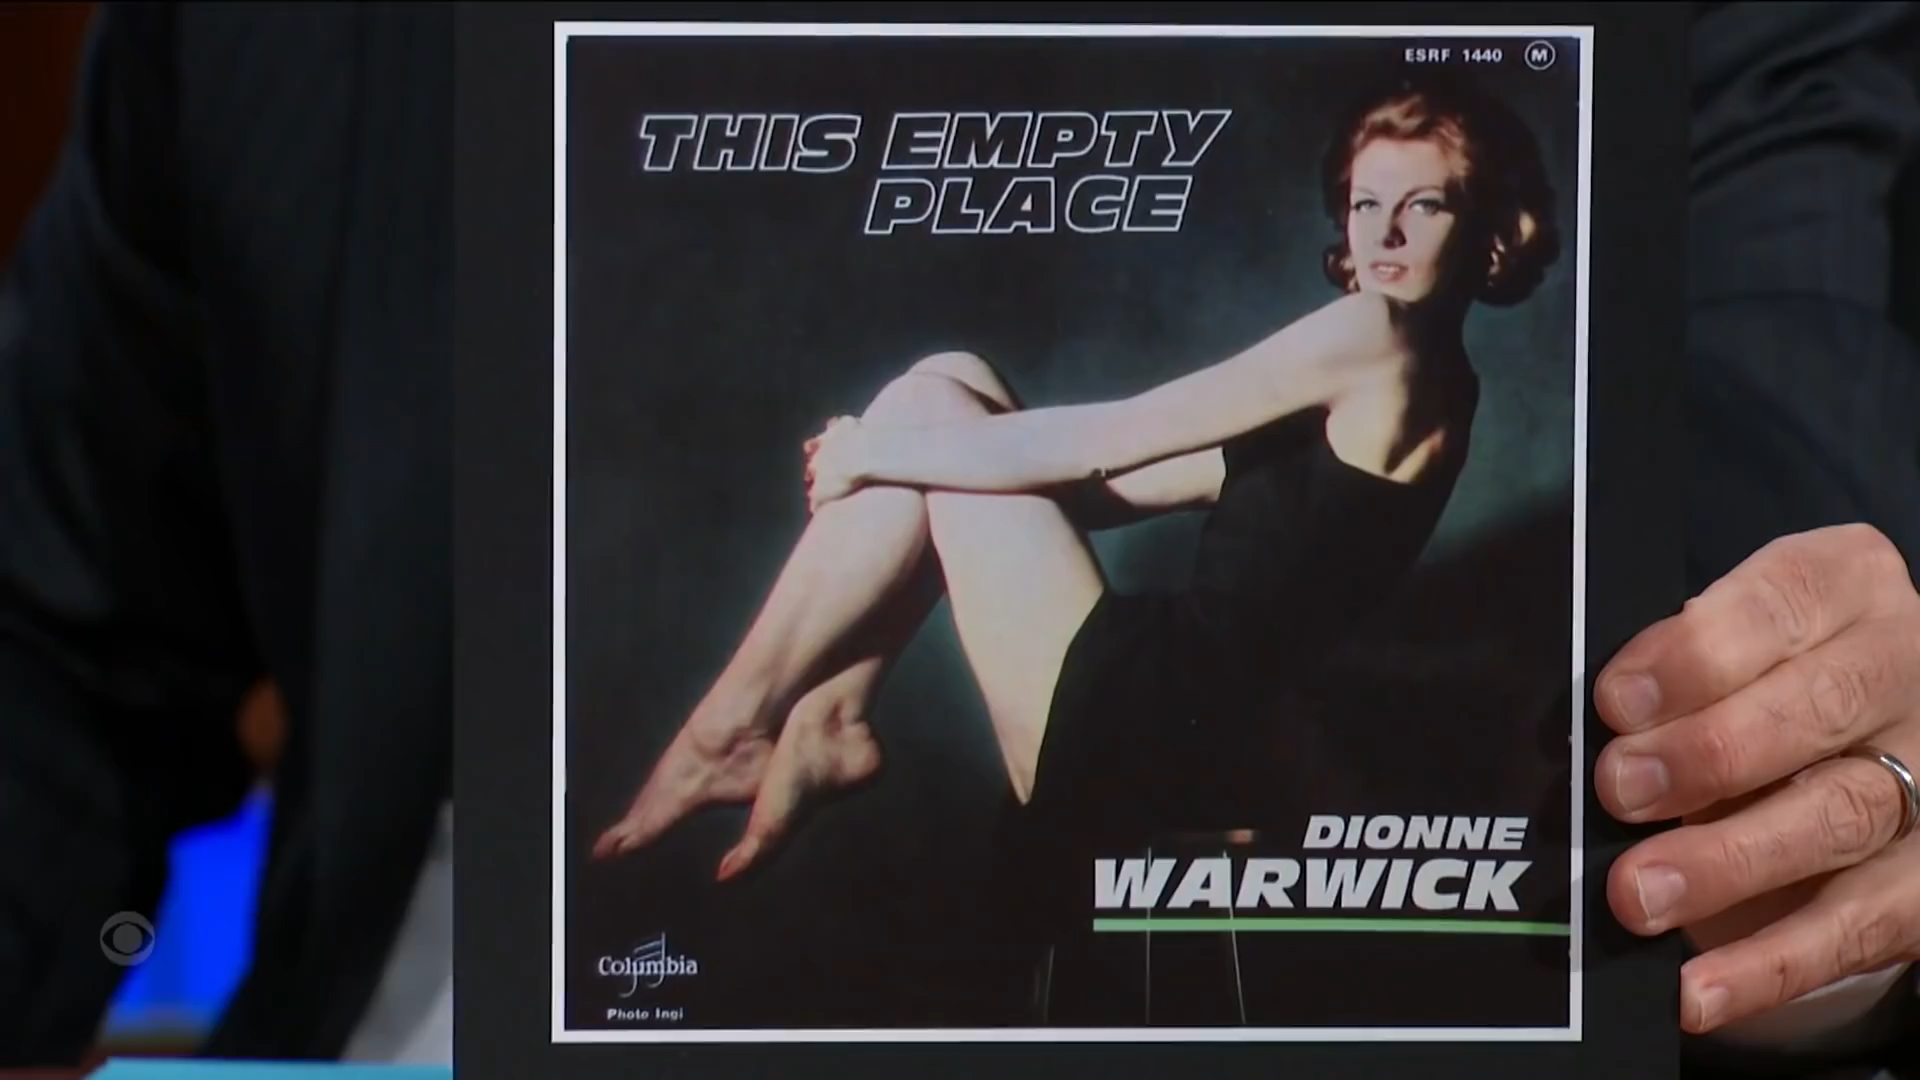 ESRF 1440 M
THIS EMPTY
PLACE
DIONNE
WARWICK
Columbia
Photo Ingi